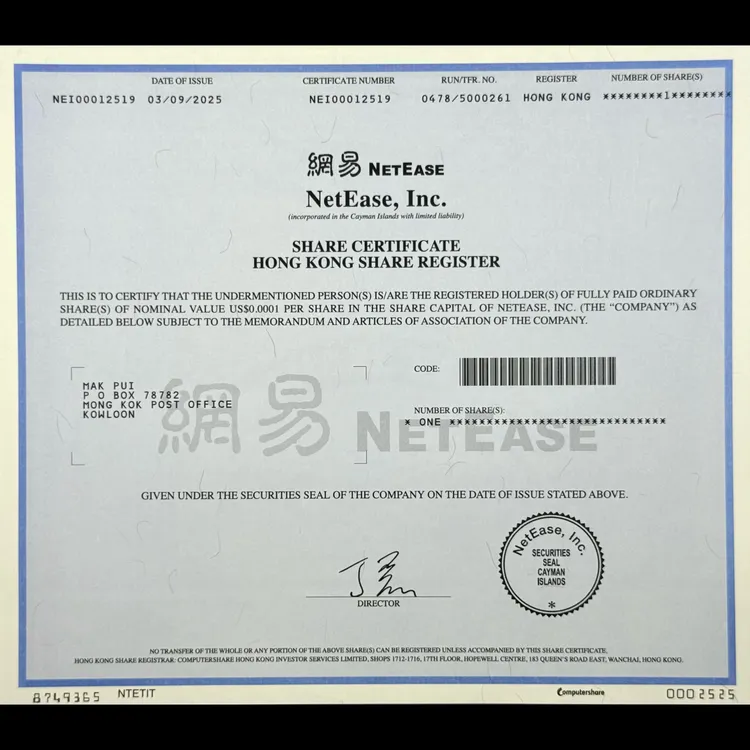 DATE OF ISSUE CERTIFICATE NUMBER RUN/TFR. NO. REGISTER NUMBER OF SHARE(S)
NEI00012519 03/09/2025 NEI00012519 0478/5000261 HONG KONG ********1********
網易 NETEASE
NetEase, Inc.
(incorporated in the Cayman Islands with limited liability)
SHARE CERTIFICATE
HONG KONG SHARE REGISTER
THIS IS TO CERTIFY THAT THE UNDERMENTIONED PERSON(S) IS/ARE THE REGISTERED HOLDER(S) OF FULLY PAID ORDINARY
SHARE(S) OF NOMINAL VALUE US$0.0001 PER SHARE IN THE SHARE CAPITAL OF NETEASE, INC. (THE “COMPANY”) AS
DETAILED BELOW SUBJECT TO THE MEMORANDUM AND ARTICLES OF ASSOCIATION OF THE COMPANY.
CODE:
MAK PUI
P O BOX 78782
MONG KOK POST OFFICE
KOWLOON
網易 NETEASE
NUMBER OF SHARE(S):
* ONE *****************************
GIVEN UNDER THE SECURITIES SEAL OF THE COMPANY ON THE DATE OF ISSUE STATED ABOVE.
NetEase, Inc.
SECURITIES
SEAL
CAYMAN
ISLANDS
*
DIRECTOR
NO TRANSFER OF THE WHOLE OR ANY PORTION OF THE ABOVE SHARE(S) CAN BE REGISTERED UNLESS ACCOMPANIED BY THIS SHARE CERTIFICATE.
HONG KONG SHARE REGISTRAR: COMPUTERSHARE HONG KONG INVESTOR SERVICES LIMITED, SHOPS 1712-1716, 17TH FLOOR, HOPEWELL CENTRE, 183 QUEEN'S ROAD EAST, WANCHAI, HONG KONG.
8749365 NTETIT Computershare 0002525